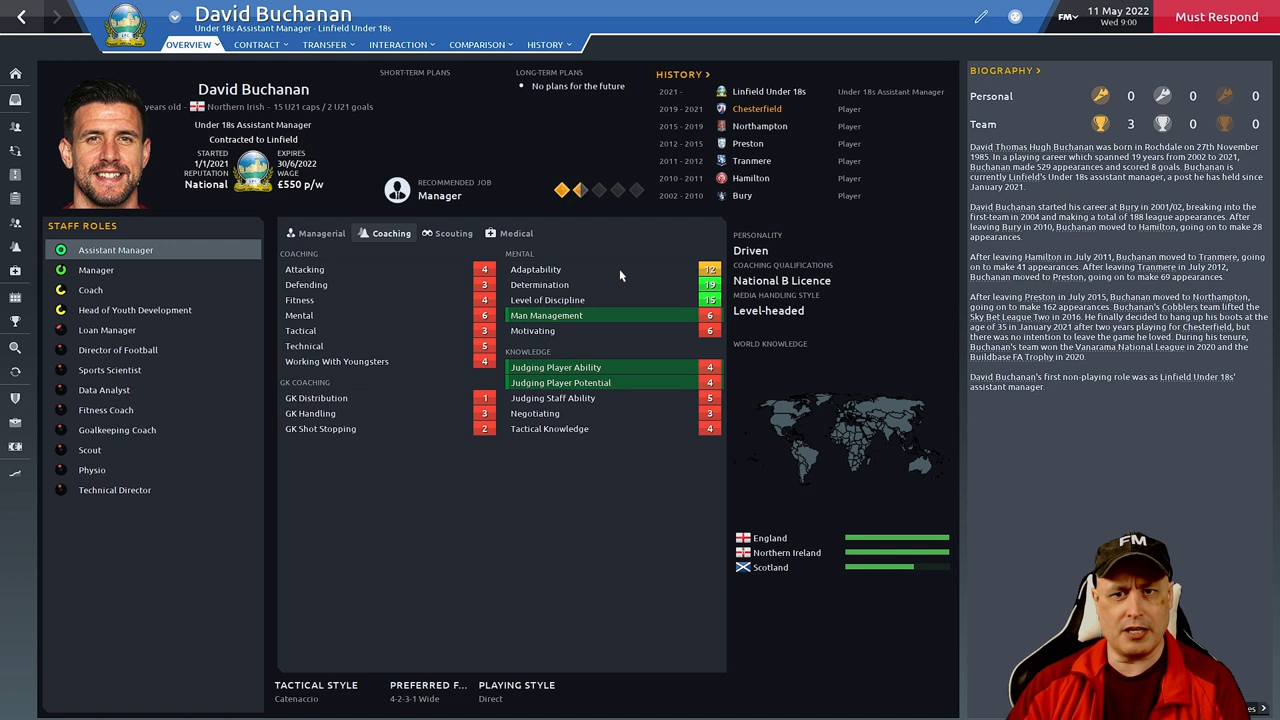 David Buchanan
Under 18s Assistant Manager - Linfield Under 18s
FM
11 May 2022
Wed 9:00
Must Respond
OVERVIEW
CONTRACT
TRANSFER
INTERACTION
COMPARISON
HISTORY
David Buchanan
years old - Northern Irish - 15 U21 caps / 2 U21 goals
Under 18s Assistant Manager
Contracted to Linfield
STARTED
1/1/2021
REPUTATION
National
EXPIRES
30/6/2022
WAGE
£550 p/w
SHORT-TERM PLANS
LONG-TERM PLANS
• No plans for the future
RECOMMENDED JOB
Manager
HISTORY >
2021 - Linfield Under 18s Under 18s Assistant Manager
2019 - 2021 Chesterfield Player
2015 - 2019 Northampton Player
2012 - 2015 Preston Player
2011 - 2012 Tranmere Player
2010 - 2011 Hamilton Player
2002 - 2010 Bury Player
STAFF ROLES
Assistant Manager
Manager
Coach
Head of Youth Development
Loan Manager
Director of Football
Sports Scientist
Data Analyst
Fitness Coach
Goalkeeping Coach
Scout
Physio
Technical Director
Managerial
Coaching
Scouting
Medical
COACHING
Attacking 4
Defending 3
Fitness 4
Mental 6
Tactical 3
Technical 5
Working With Youngsters 4
GK COACHING
GK Distribution 1
GK Handling 3
GK Shot Stopping 2
MENTAL
Adaptability 12
Determination 19
Level of Discipline 15
Man Management 6
Motivating 6
KNOWLEDGE
Judging Player Ability 4
Judging Player Potential 4
Judging Staff Ability 5
Negotiating 3
Tactical Knowledge 4
TACTICAL STYLE
Catenaccio
PREFERRED F...
4-2-3-1 Wide
PLAYING STYLE
Direct
PERSONALITY
Driven
COACHING QUALIFICATIONS
National B Licence
MEDIA HANDLING STYLE
Level-headed
WORLD KNOWLEDGE
England
Northern Ireland
Scotland
BIOGRAPHY >
Personal 0 0 0
Team 3 0 0
David Thomas Hugh Buchanan was born in Rochdale on 27th November
1985. In a playing career which spanned 19 years from 2002 to 2021,
Buchanan made 529 appearances and scored 8 goals. Buchanan is
currently Linfield's Under 18s assistant manager, a post he has held since
January 2021.
David Buchanan started his career at Bury in 2001/02, breaking into the
first-team in 2004 and making a total of 188 league appearances. After
leaving Bury in 2010, Buchanan moved to Hamilton, going to make 28
appearances.
After leaving Hamilton in July 2011, Buchanan moved to Tranmere, going
on to make 41 appearances. After leaving Tranmere in July 2012,
Buchanan moved to Preston, going on to make 69 appearances.
After leaving Preston in July 2015, Buchanan moved to Northampton,
going on to make 162 appearances. Buchanan's Cobblers team lifted the
Sky Bet League Two in 2016. He finally decided to hang up his boots at the
age of 35 in January 2021 after two years playing for Chesterfield, but
there was no intention to leave the game he loved. During his tenure,
Buchanan's team won the Vanarama National League in 2020 and the
Buildbase FA Trophy in 2020.
David Buchanan's first non-playing role was as Linfield Under 18s'
assistant manager.
FM